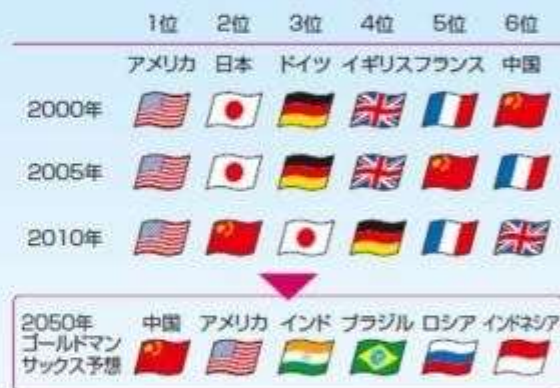 1位 2位 3位 4位 5位 6位
アメリカ 日本 ドイツ イギリス フランス 中国
2000年
2005年
2010年
2050年 中国 アメリカ インド ブラジル ロシア インドネシア
ゴールドマン
サックス予想